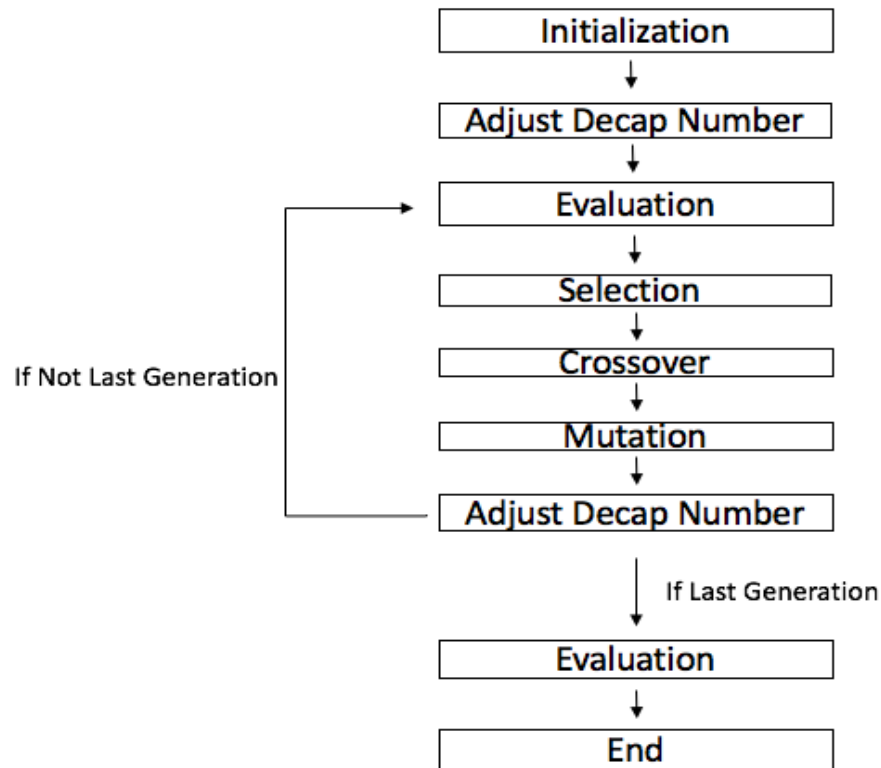 Initialization
Adjust Decap Number
Evaluation
Selection
If Not Last Generation
Crossover
Mutation
Adjust Decap Number
If Last Generation
Evaluation
End